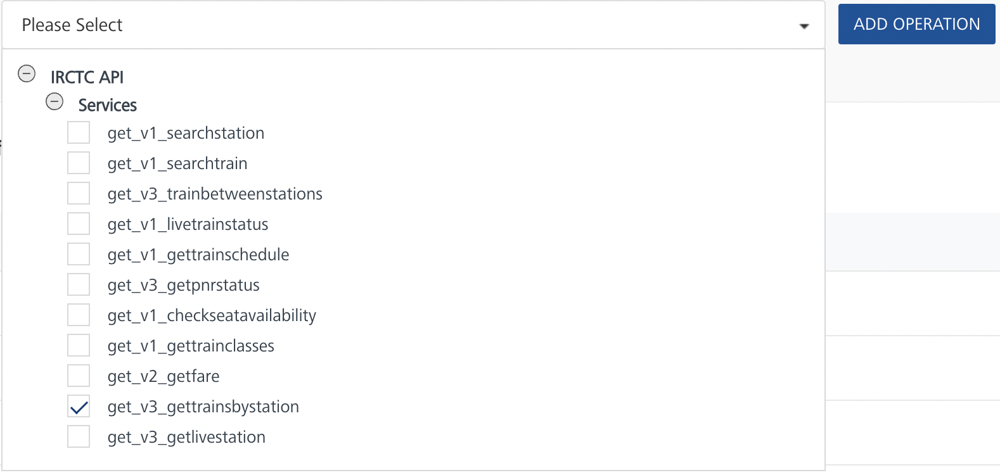 Please Select
ADD OPERATION
IRCTC API
Services
get_v1_searchstation
get_v1_searchtrain
get_v3_trainbetweenstations
get_v1_livetrainstatus
get_v1_gettrainschedule
get_v3_getpnrstatus
get_v1_checkseatavailability
get_v1_gettrainclasses
get_v2_getfare
get_v3_gettrainsbystation
get_v3_getlivestation